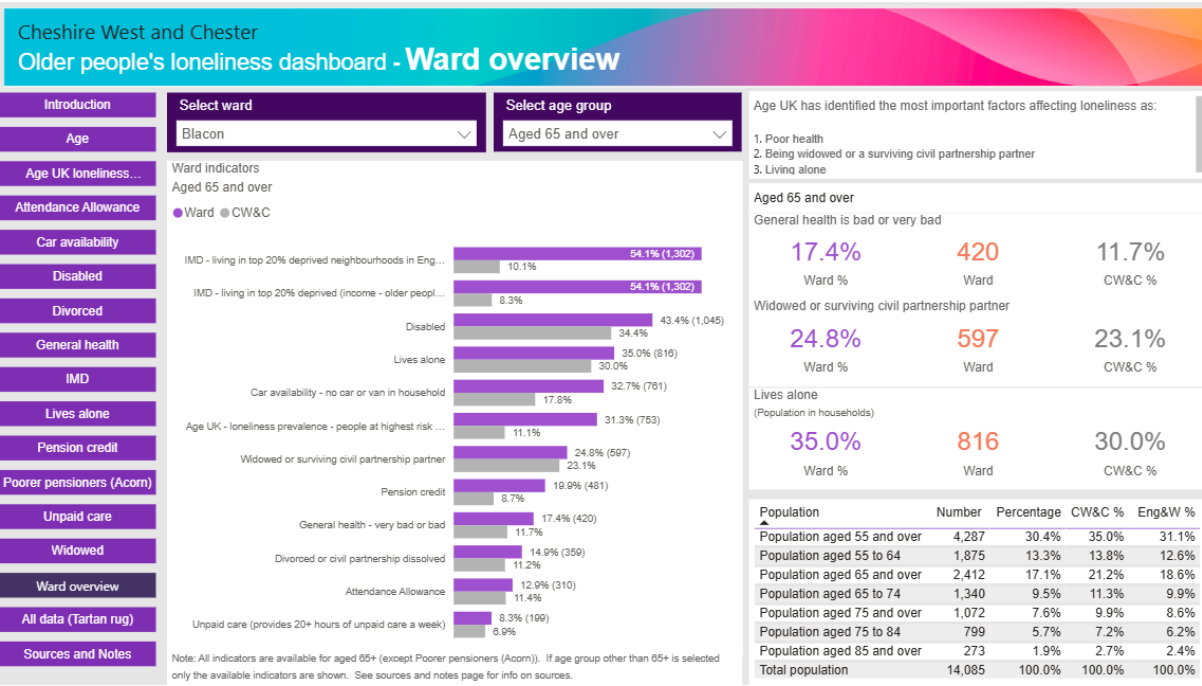 Cheshire West and Chester
Older people's loneliness dashboard - Ward overview
Introduction
Age
Age UK loneliness...
Attendance Allowance
Car availability
Disabled
Divorced
General health
IMD
Lives alone
Pension credit
Poorer pensioners (Acorn)
Unpaid care
Widowed
Ward overview
All data (Tartan rug)
Sources and Notes
Select ward
Blacon
Select age group
Aged 65 and over
Ward indicators
Aged 65 and over
Ward CW&C
IMD - living in top 20% deprived neighbourhoods in Eng... 54.1% (1,302)
10.1%
IMD - living in top 20% deprived (income - older peopl... 54.1% (1,302)
8.3%
Disabled 43.4% (1,045)
34.4%
Lives alone 35.0% (816)
30.0%
Car availability - no car or van in household 32.7% (761)
17.8%
Age UK - loneliness prevalence - people at highest risk ... 31.3% (753)
11.1%
Widowed or surviving civil partnership partner 24.8% (597)
23.1%
Pension credit 19.9% (481)
8.7%
General health - very bad or bad 17.4% (420)
11.7%
Divorced or civil partnership dissolved 14.9% (359)
11.2%
Attendance Allowance 12.9% (310)
11.4%
Unpaid care (provides 20+ hours of unpaid care a week) 8.3% (199)
6.9%
Note: All indicators are available for aged 65+ (except Poorer pensioners (Acorn)). If age group other than 65+ is selected
only the available indicators are shown. See sources and notes page for info on sources.
Age UK has identified the most important factors affecting loneliness as:
1. Poor health
2. Being widowed or a surviving civil partnership partner
3. Living alone
Aged 65 and over
General health is bad or very bad
17.4% 420 11.7%
Ward % Ward CW&C %
Widowed or surviving civil partnership partner
24.8% 597 23.1%
Ward % Ward CW&C %
Lives alone
(Population in households)
35.0% 816 30.0%
Ward % Ward CW&C %
Population Number Percentage CW&C % Eng&W %
Population aged 55 and over 4,287 30.4% 35.0% 31.1%
Population aged 55 to 64 1,875 13.3% 13.8% 12.6%
Population aged 65 and over 2,412 17.1% 21.2% 18.6%
Population aged 65 to 74 1,340 9.5% 11.3% 9.9%
Population aged 75 and over 1,072 7.6% 9.9% 8.6%
Population aged 75 to 84 799 5.7% 7.2% 6.2%
Population aged 85 and over 273 1.9% 2.7% 2.4%
Total population 14,085 100.0% 100.0% 100.0%